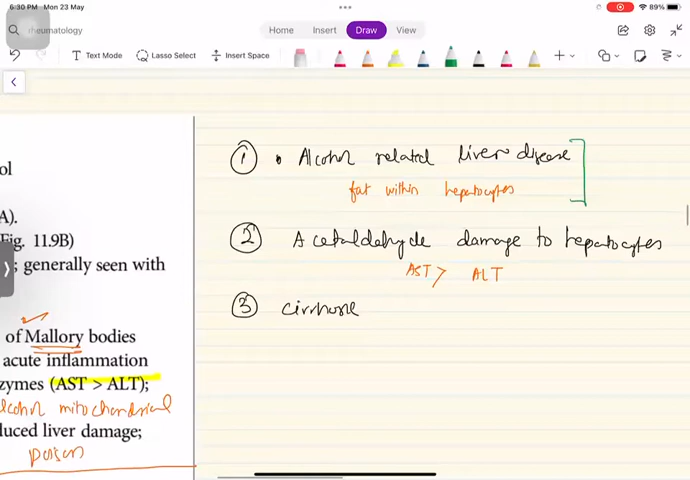 6:30 PM Mon 23 May
89%
rheumatology
Home Insert Draw View
Text Mode Lasso Select Insert Space
ol
A).
Fig. 11.9B)
; generally seen with
of Mallory bodies
acute inflammation
zymes (AST > ALT);
alcohol mitochondrial
duced liver damage;
poison
① • Alcohol related liver disease
fat within hepatocytes
② Acetaldehyde damage to hepatocytes
AST > ALT
③